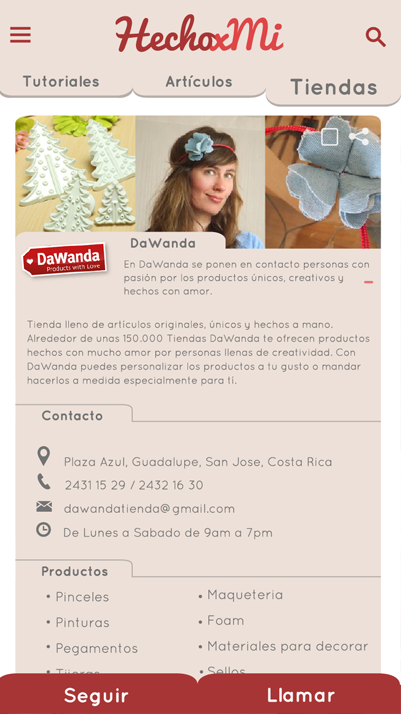 HechoxMi
Tutoriales
Artículos
Tiendas
DaWanda
Products with Love
DaWanda
En DaWanda se ponen en contacto personas con
pasión por los productos únicos, creativos y
hechos con amor.
Tienda lleno de artículos originales, únicos y hechos a mano.
Alrededor de unas 150.000 Tiendas DaWanda te ofrecen productos
hechos con mucho amor por personas llenas de creatividad. Con
DaWanda puedes personalizar los productos a tu gusto o mandar
hacerlos a medida especialmente para tí.
Contacto
Plaza Azul, Guadalupe, San Jose, Costa Rica
2431 15 29 / 2432 16 30
dawandatienda@gmail.com
De Lunes a Sabado de 9am a 7pm
Productos
• Pinceles
• Maqueteria
• Pinturas
• Foam
• Pegamentos
• Materiales para decorar
• Tijeras
• Sellos
Seguir
Llamar